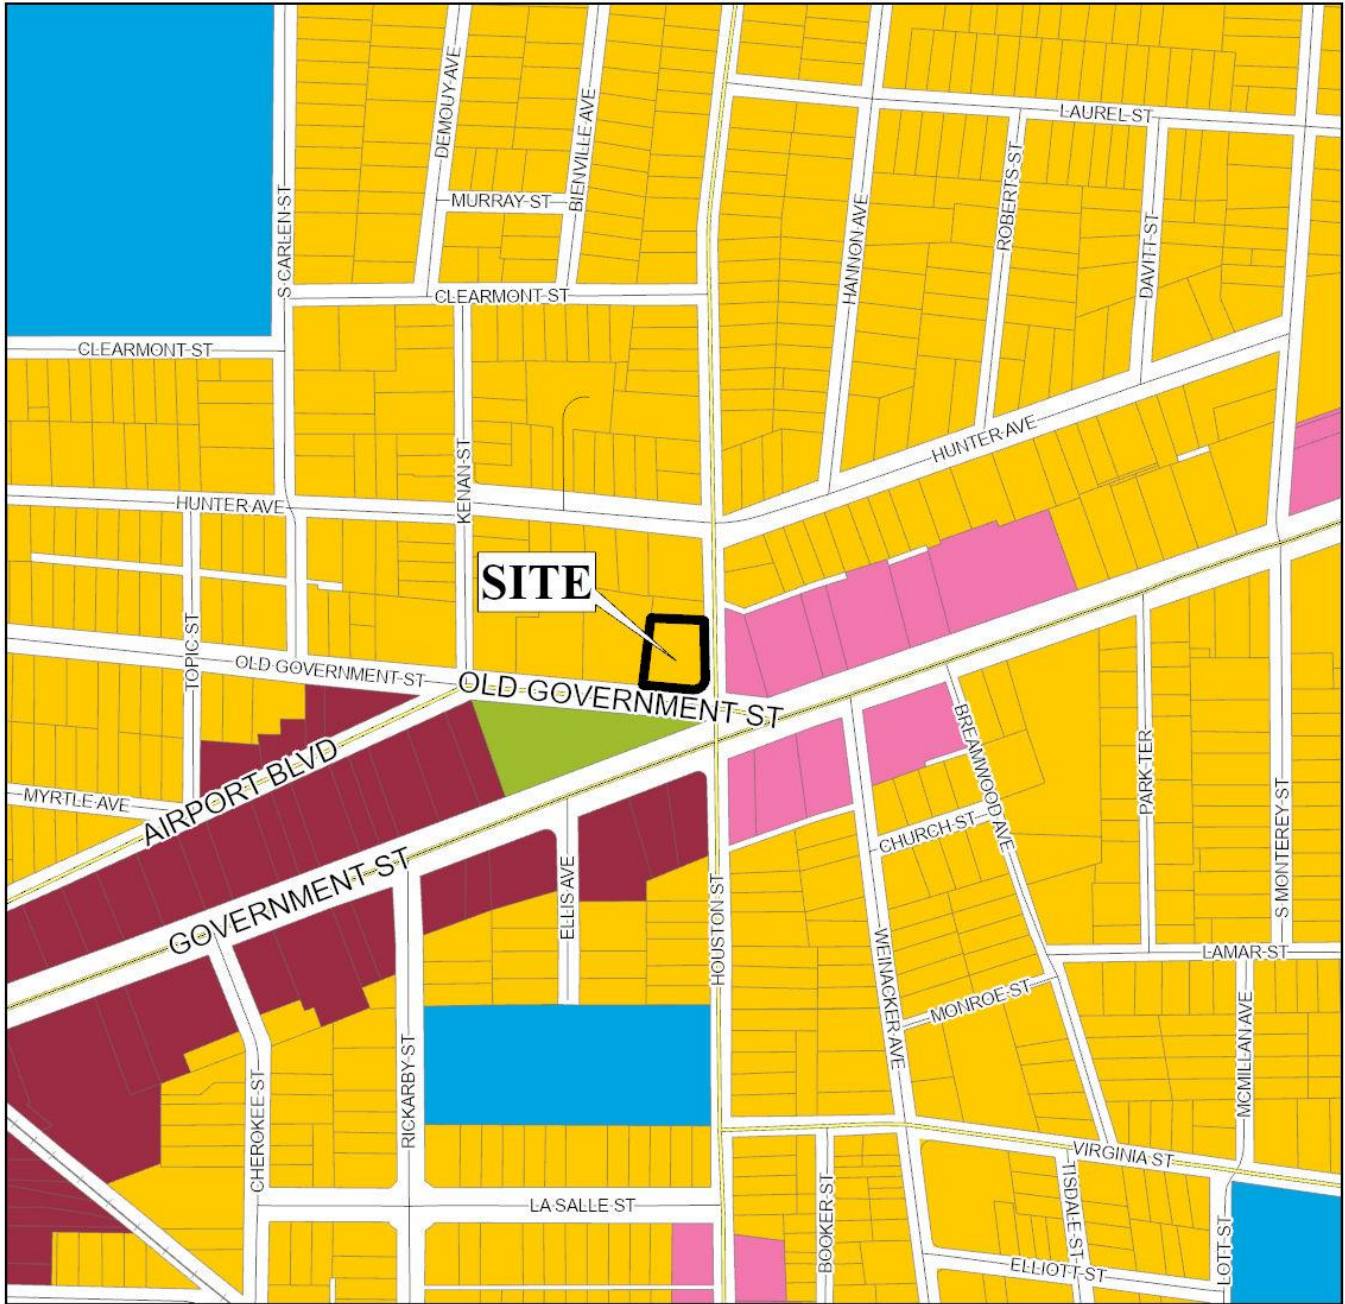 DEMOUY AVE
BIENVILLE AVE
LAUREL ST
MURRAY ST
ROBERTS ST
S CARLEN ST
HANNON AVE
DAVITT ST
CLEARMONT ST
CLEARMONT ST
HUNTER AVE
KENAN ST
HUNTER AVE
SITE
TOPIC ST
OLD GOVERNMENT ST
OLD GOVERNMENT ST
BREAMWOOD AVE
PARK TER
MYRTLE AVE
AIRPORT BLVD
CHURCH ST
S MONTEREY ST
GOVERNMENT ST
ELLIS AVE
HOUSTON ST
WEINACKER AVE
LAMAR ST
MONROE ST
MCMILLAN AVE
RICKARBY ST
CHEROKEE ST
VIRGINIA ST
LA SALLE ST
BOOKER ST
TISDALE ST
LOTT ST
ELLIOTT ST